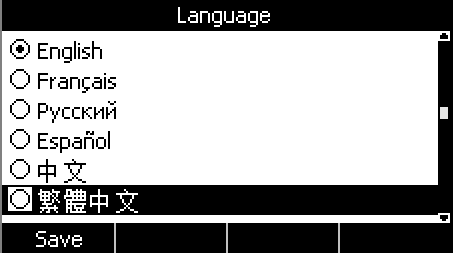 Language
English
Français
Русский
Español
中文
繁體中文
Save